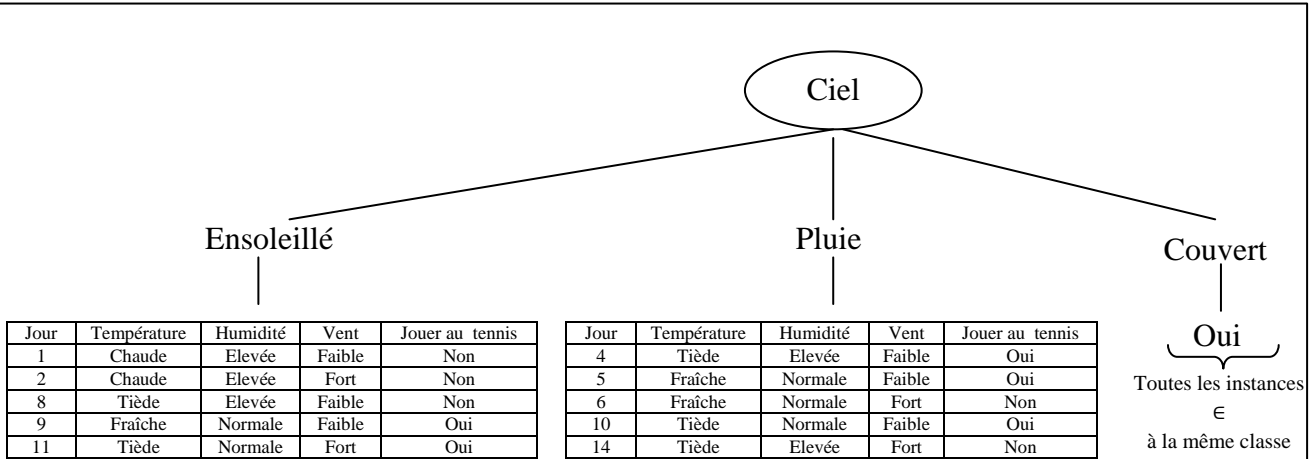 Ciel
Ensoleillé
Pluie
Couvert
Jour Température Humidité Vent Jouer au tennis
1 Chaude Elevée Faible Non
2 Chaude Elevée Fort Non
8 Tiède Elevée Faible Non
9 Fraîche Normale Faible Oui
11 Tiède Normale Fort Oui
Jour Température Humidité Vent Jouer au tennis
4 Tiède Elevée Faible Oui
5 Fraîche Normale Faible Oui
6 Fraîche Normale Fort Non
10 Tiède Normale Faible Oui
14 Tiède Elevée Fort Non
Oui
Toutes les instances
∈
à la même classe